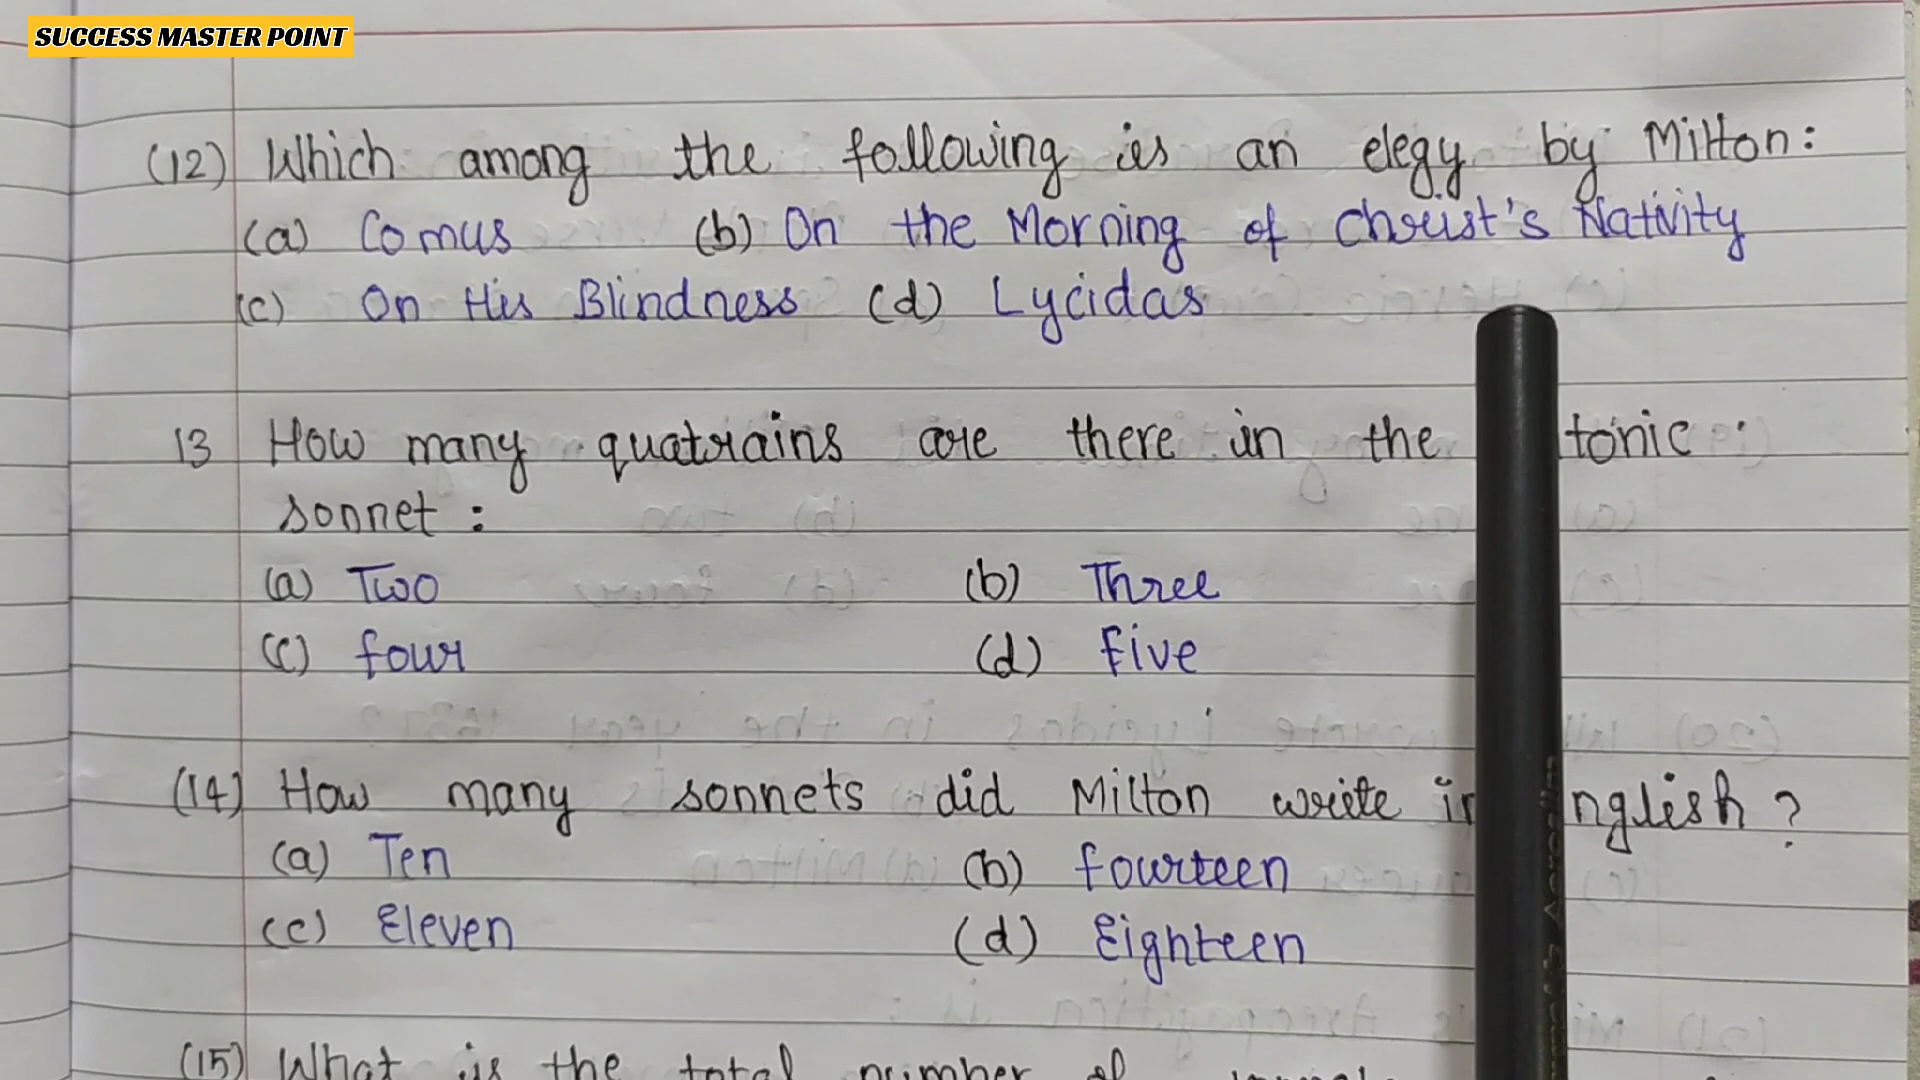 SUCCESS MASTER POINT
(12) Which among the following is an elegy by Milton:
(a) Comus (b) On the Morning of Christ's Nativity
(c) On His Blindness (d) Lycidas
13 How many quatrains are there in the tonic
sonnet:
(a) Two (b) Three
(c) four (d) Five
(14) How many sonnets did Milton write in nglish?
(a) Ten (b) fourteen
(c) Eleven (d) Eighteen
(15) What is the total number of